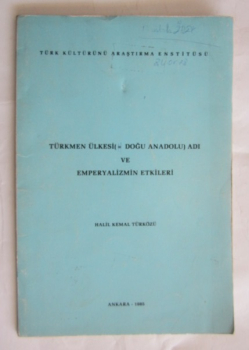 TÜRK KÜLTÜRÜNÜ ARAŞTIRMA ENSTİTÜSÜ
TÜRKMEN ÜLKESİ(= DOĞU ANADOLU) ADI
VE
EMPERYALİZMİN ETKİLERİ
HALİL KEMAL TÜRKÖZÜ
ANKARA - 1985